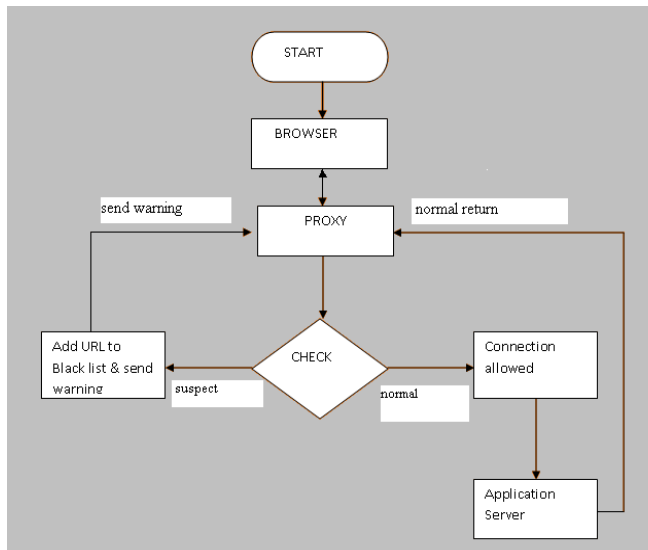 START
BROWSER
send warning
normal return
PROXY
Add URL to
Black list & send
warning
CHECK
Connection
allowed
suspect
normal
Application
Server